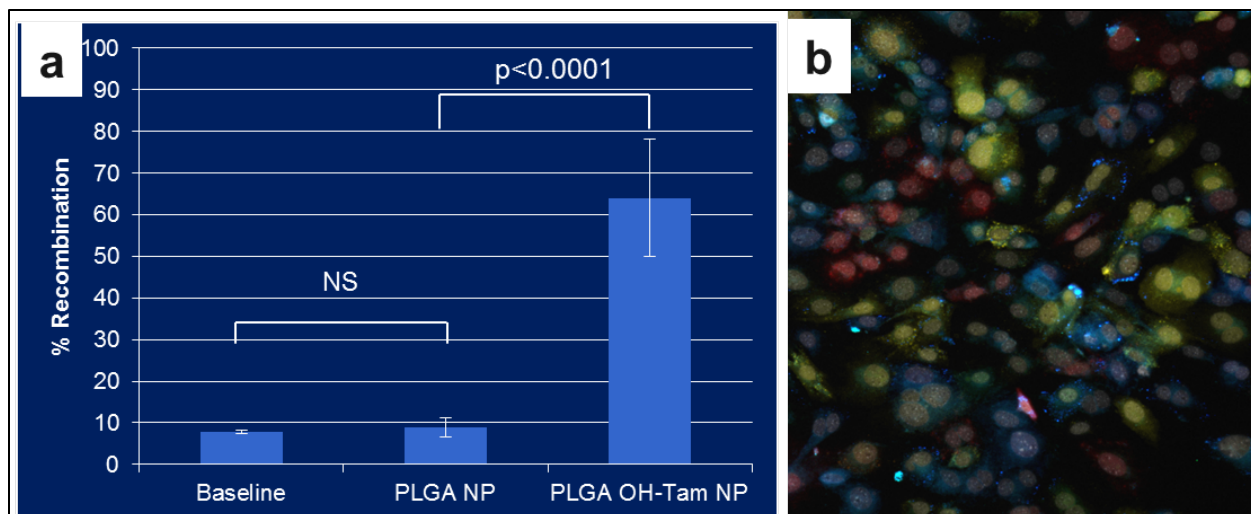 a
b
% Recombination
100
90
80
70
60
50
40
30
20
10
0
p<0.0001
NS
Baseline
PLGA NP
PLGA OH-Tam NP